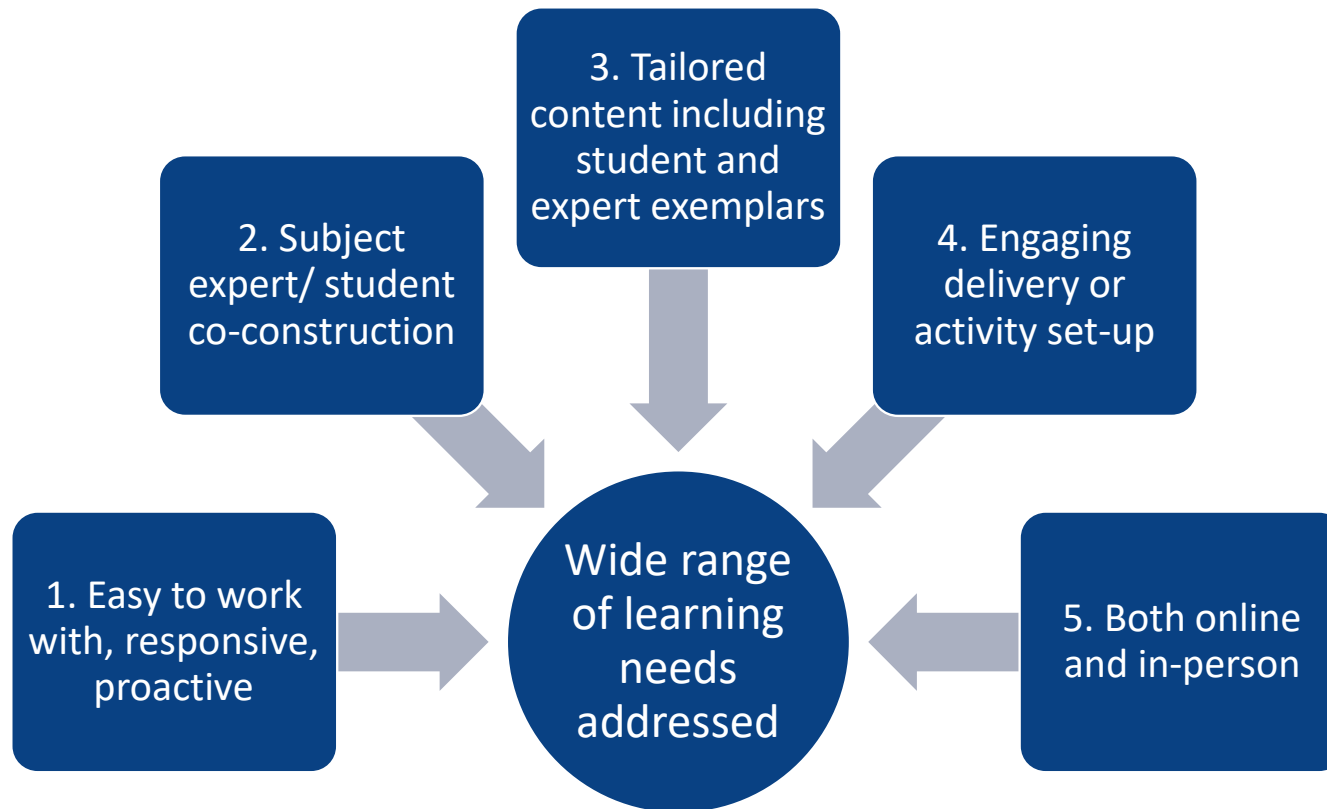 1. Easy to work
with, responsive,
proactive
2. Subject
expert/ student
co-construction
3. Tailored
content including
student and
expert exemplars
4. Engaging
delivery or
activity set-up
5. Both online
and in-person
Wide range
of learning
needs
addressed